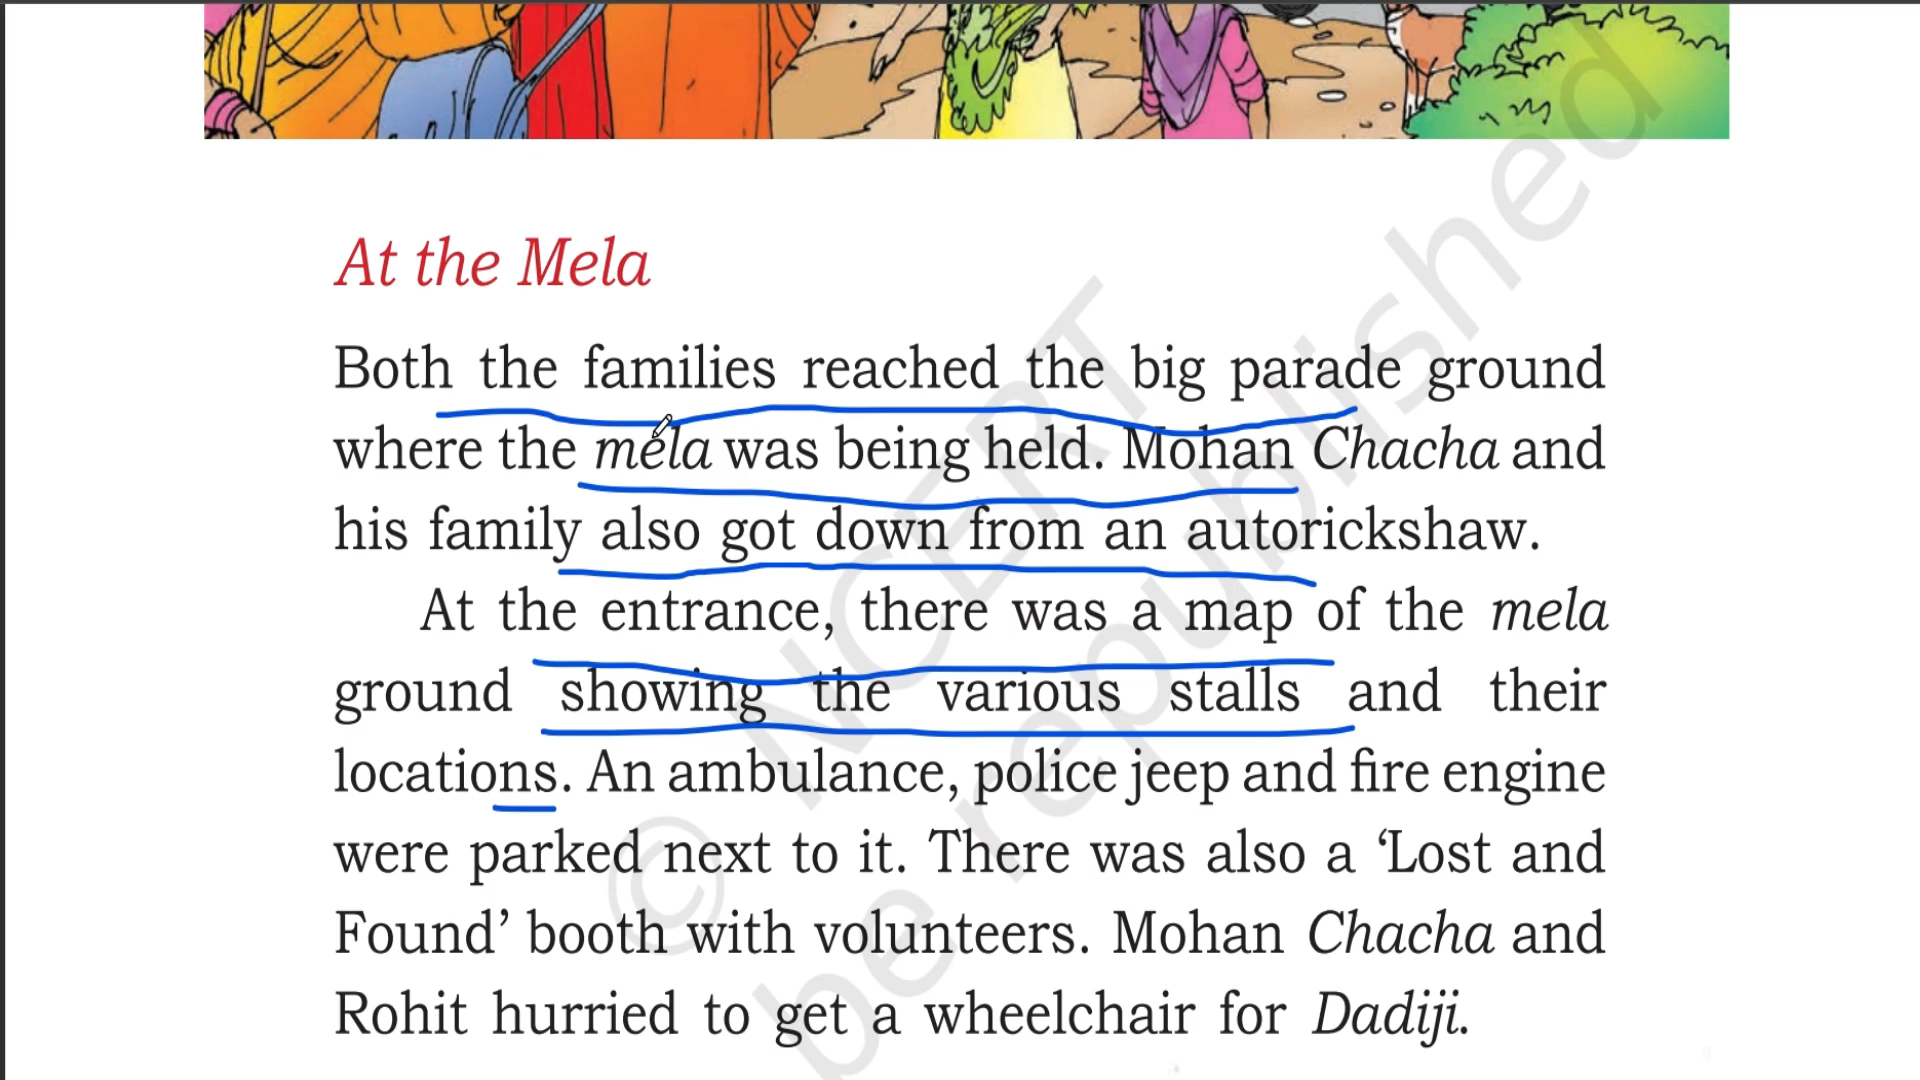 At the Mela
Both the families reached the big parade ground
where the mela was being held. Mohan Chacha and
his family also got down from an autorickshaw.
At the entrance, there was a map of the mela
ground showing the various stalls and their
locations. An ambulance, police jeep and fire engine
were parked next to it. There was also a ‘Lost and
Found’ booth with volunteers. Mohan Chacha and
Rohit hurried to get a wheelchair for Dadiji.
© NCERT
be republished